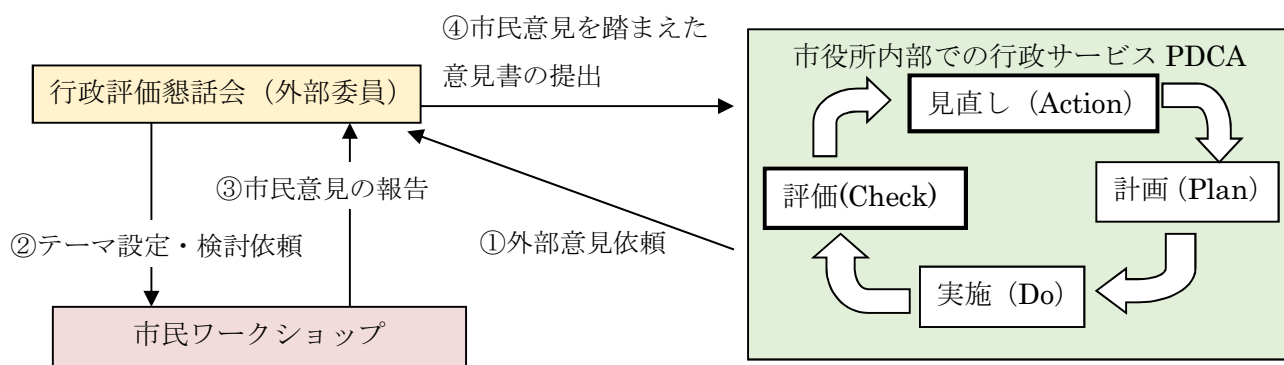 ④市民意見を踏まえた
意見書の提出
市役所内部での行政サービス PDCA
行政評価懇話会（外部委員）
見直し（Action）
③市民意見の報告
評価(Check)
計画（Plan）
②テーマ設定・検討依頼
①外部意見依頼
実施（Do）
市民ワークショップ